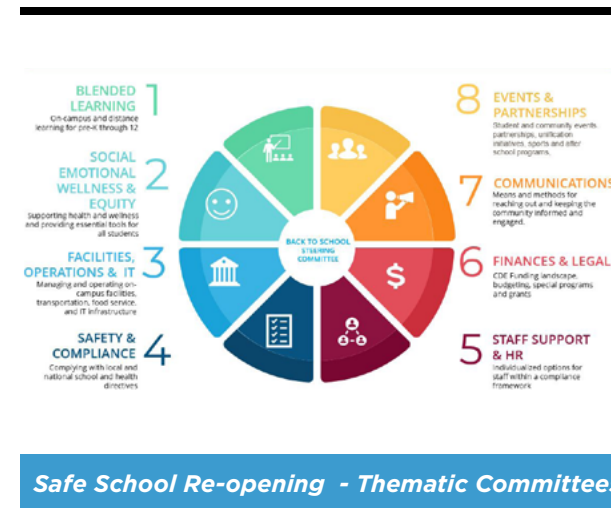 BLENDED
LEARNING
1
On-campus and distance
learning for pre-K through 12
SOCIAL
EMOTIONAL
WELLNESS &
EQUITY
2
Supporting health and wellness
and providing essential tools for
all students
FACILITIES,
OPERATIONS & IT
3
Managing and operating on-
campus facilities,
transportation, food service,
and IT infrastructure
SAFETY &
COMPLIANCE
4
Complying with local and
national school and health
directives
BACK TO SCHOOL
STEERING
COMMITTEE
$
8
EVENTS &
PARTNERSHIPS
Student and community events
partnerships, unification
initiatives, sports and after
school programs.
7
COMMUNICATIONS
Means and methods for
reaching out and keeping the
community informed and
engaged.
6
FINANCES & LEGAL
CDE Funding landscape,
budgeting, special programs
and grants
5
STAFF SUPPORT
& HR
Individualized options for
staff within a compliance
framework
Safe School Re-opening - Thematic Committees